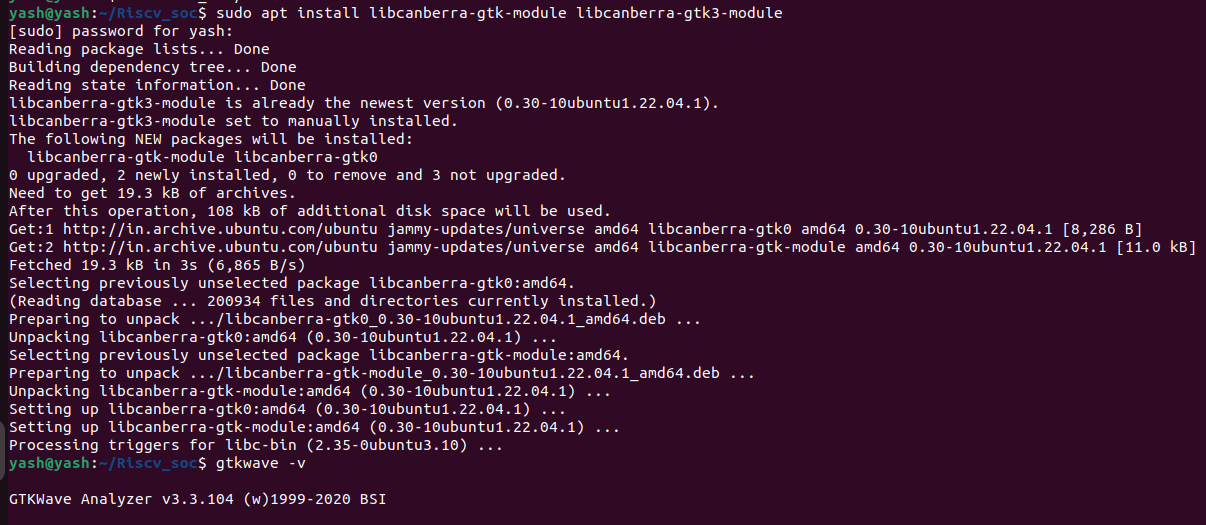 yash@yash:~/Riscv_soc$ sudo apt install libcanberra-gtk-module libcanberra-gtk3-module
[sudo] password for yash:
Reading package lists... Done
Building dependency tree... Done
Reading state information... Done
libcanberra-gtk3-module is already the newest version (0.30-10ubuntu1.22.04.1).
libcanberra-gtk3-module set to manually installed.
The following NEW packages will be installed:
  libcanberra-gtk-module libcanberra-gtk0
0 upgraded, 2 newly installed, 0 to remove and 3 not upgraded.
Need to get 19.3 kB of archives.
After this operation, 108 kB of additional disk space will be used.
Get:1 http://in.archive.ubuntu.com/ubuntu jammy-updates/universe amd64 libcanberra-gtk0 amd64 0.30-10ubuntu1.22.04.1 [8,286 B]
Get:2 http://in.archive.ubuntu.com/ubuntu jammy-updates/universe amd64 libcanberra-gtk-module amd64 0.30-10ubuntu1.22.04.1 [11.0 kB]
Fetched 19.3 kB in 3s (6,865 B/s)
Selecting previously unselected package libcanberra-gtk0:amd64.
(Reading database ... 200934 files and directories currently installed.)
Preparing to unpack .../libcanberra-gtk0_0.30-10ubuntu1.22.04.1_amd64.deb ...
Unpacking libcanberra-gtk0:amd64 (0.30-10ubuntu1.22.04.1) ...
Selecting previously unselected package libcanberra-gtk-module:amd64.
Preparing to unpack .../libcanberra-gtk-module_0.30-10ubuntu1.22.04.1_amd64.deb ...
Unpacking libcanberra-gtk-module:amd64 (0.30-10ubuntu1.22.04.1) ...
Setting up libcanberra-gtk0:amd64 (0.30-10ubuntu1.22.04.1) ...
Setting up libcanberra-gtk-module:amd64 (0.30-10ubuntu1.22.04.1) ...
Processing triggers for libc-bin (2.35-0ubuntu3.10) ...
yash@yash:~/Riscv_soc$ gtkwave -v
GTKWave Analyzer v3.3.104 (w)1999-2020 BSI